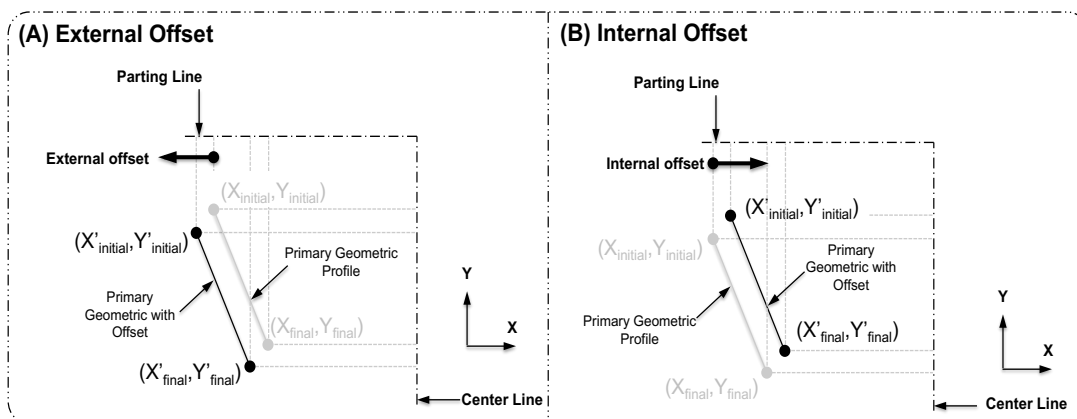 (A) External Offset
Parting Line
External offset
(Xinitial,Yinitial)
(X'initial,Y'initial)
Primary Geometric
Profile
Primary
Geometric with
Offset
(Xfinal,Yfinal)
(X'final,Y'final)
Y
X
Center Line
(B) Internal Offset
Parting Line
Internal offset
(X'initial,Y'initial)
(Xinitial,Yinitial)
Primary
Geometric with
Offset
Primary Geometric
Profile
(X'final,Y'final)
(Xfinal,Yfinal)
Y
X
Center Line